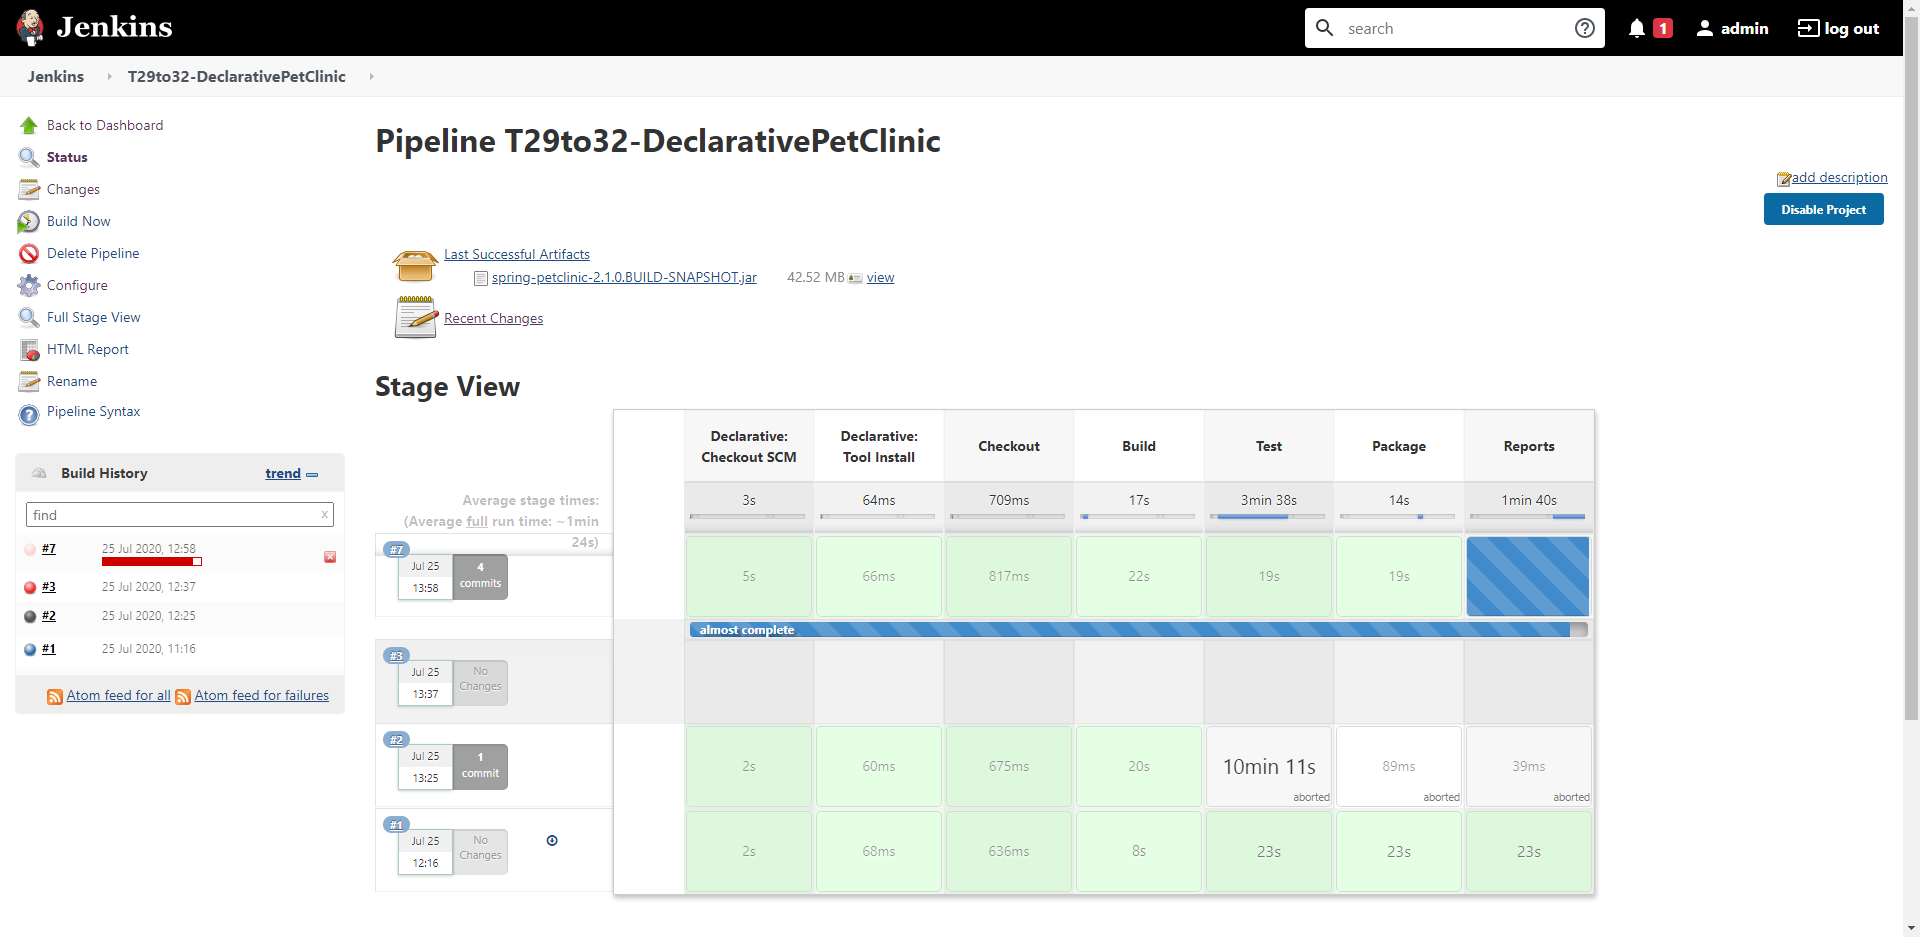 Jenkins
search
1
admin
log out
Jenkins
T29to32-DeclarativePetClinic
Back to Dashboard
Status
Changes
Build Now
Delete Pipeline
Configure
Full Stage View
HTML Report
Rename
Pipeline Syntax
Build History
trend
find
x
#7
25 Jul 2020, 12:58
#3
25 Jul 2020, 12:37
#2
25 Jul 2020, 12:25
#1
25 Jul 2020, 11:16
Atom feed for all
Atom feed for failures
Pipeline T29to32-DeclarativePetClinic
add description
Disable Project
Last Successful Artifacts
spring-petclinic-2.1.0.BUILD-SNAPSHOT.jar 42.52 MB view
Recent Changes
Stage View
Declarative: Checkout SCM
Declarative: Tool Install
Checkout
Build
Test
Package
Reports
Average stage times:
(Average full run time: ~1min
24s)
3s 64ms 709ms 17s 3min 38s 14s 1min 40s
#7
Jul 25
13:58
4
commits
5s 66ms 817ms 22s 19s 19s
almost complete
#3
Jul 25
13:37
No
Changes
#2
Jul 25
13:25
1
commit
2s 60ms 675ms 20s 10min 11s 89ms 39ms
aborted aborted aborted
#1
Jul 25
12:16
No
Changes
2s 68ms 636ms 8s 23s 23s 23s